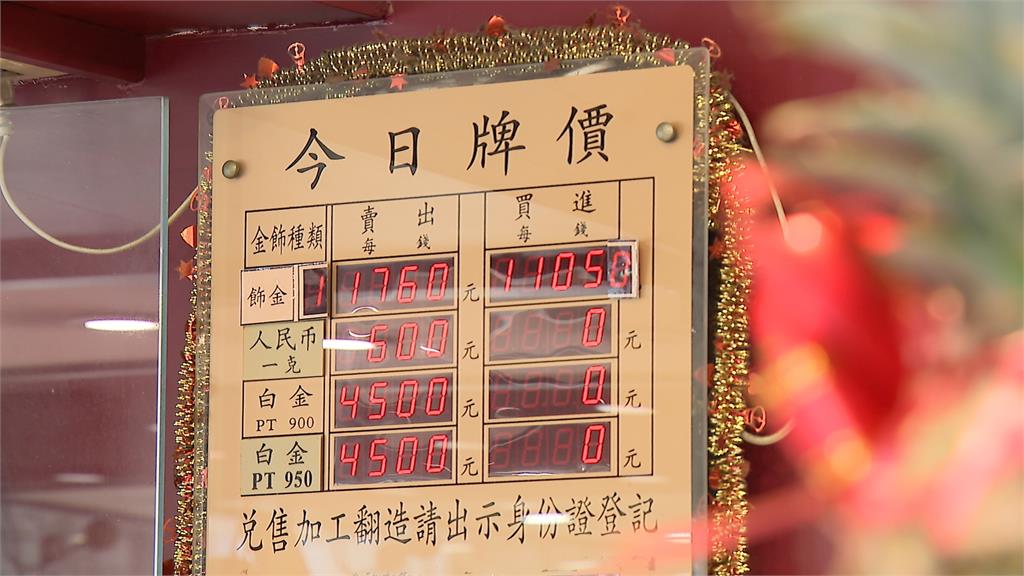 今日牌價
金飾種類 賣出 買進
每錢 每錢
飾金 11760 元 11050
人民币 600 元 0 元
一克
白金 4500 元 0 元
PT 900
白金 4500 元 0 元
PT 950
兑售加工翻造請出示身份證登記